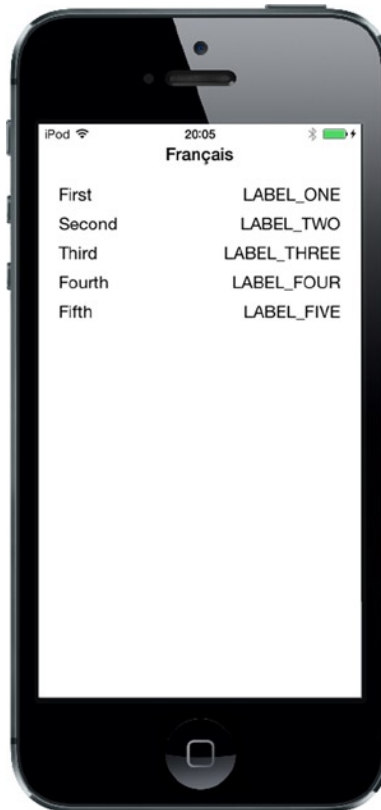 iPod 20:05
Français
First LABEL_ONE
Second LABEL_TWO
Third LABEL_THREE
Fourth LABEL_FOUR
Fifth LABEL_FIVE